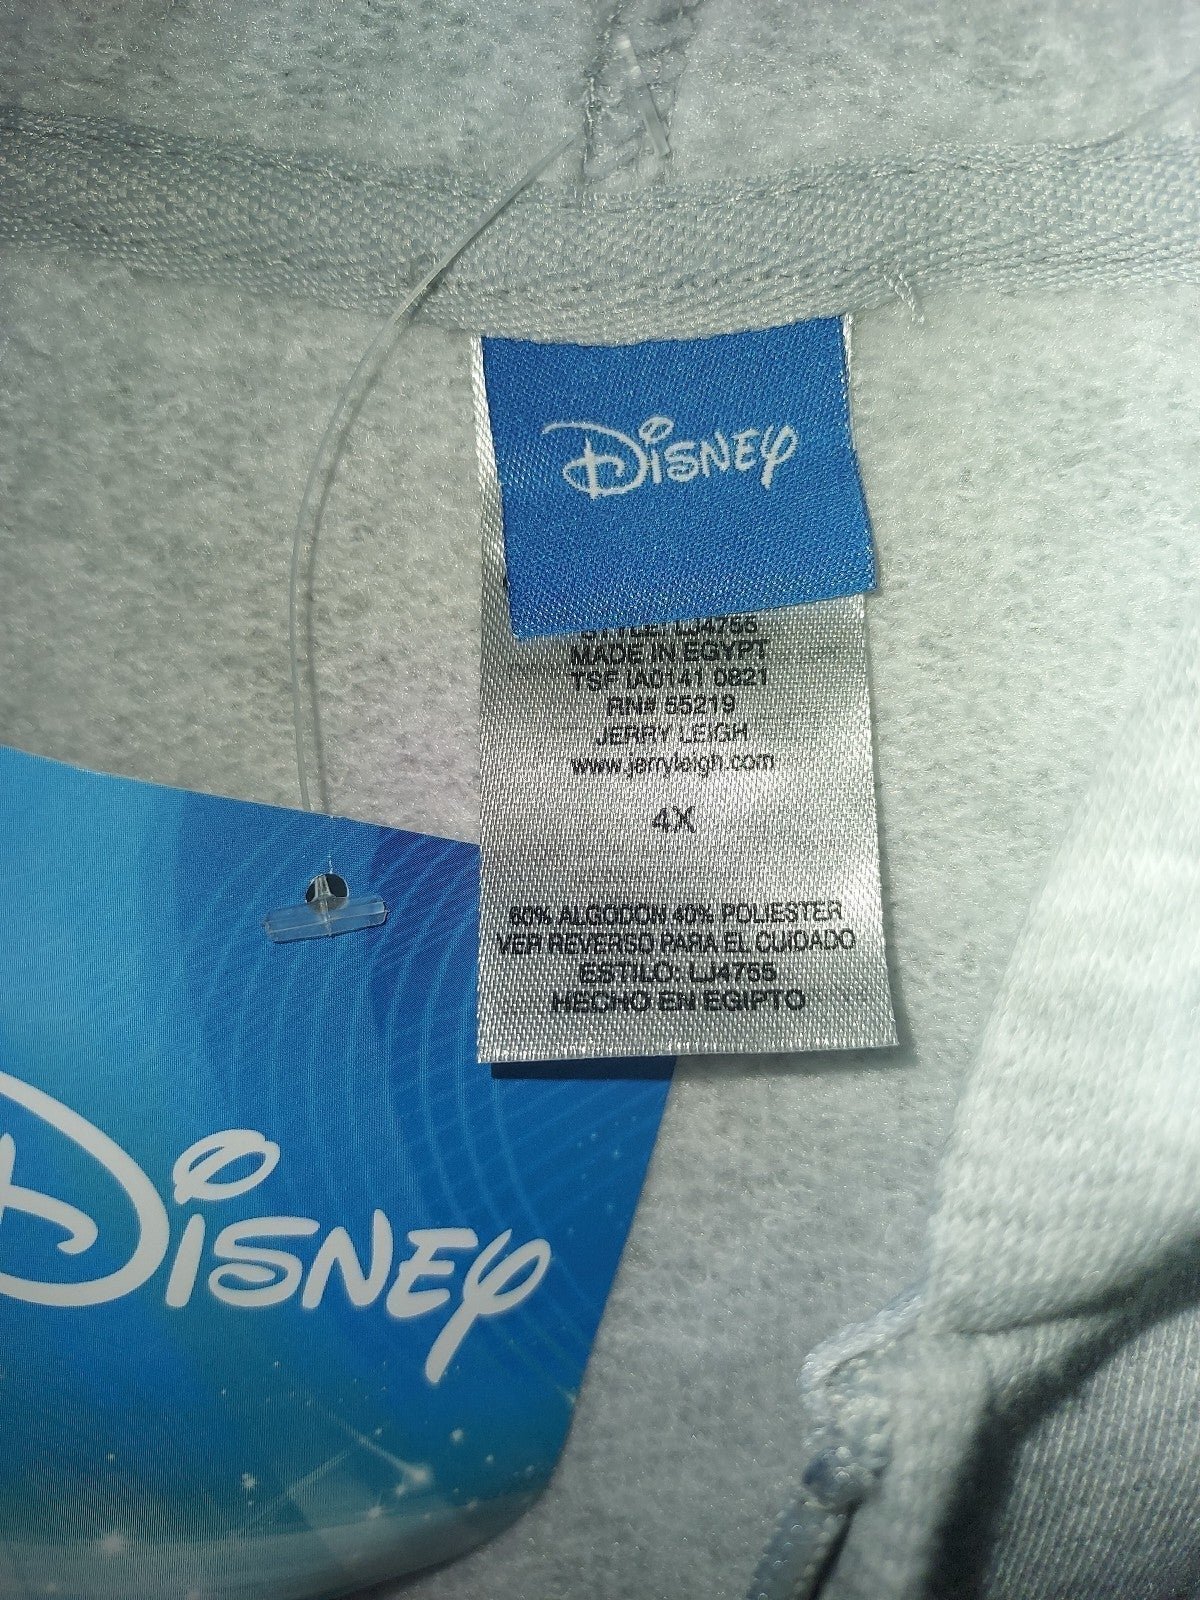 Disney
STYLE: LJ4755
MADE IN EGYPT
TSF IA0141 0821
RN# 55219
JERRY LEIGH
www.jerryleigh.com
4X
60% ALGODON 40% POLIESTER
VER REVERSO PARA EL CUIDADO
ESTILO: LJ4755
HECHO EN EGIPTO
Disney